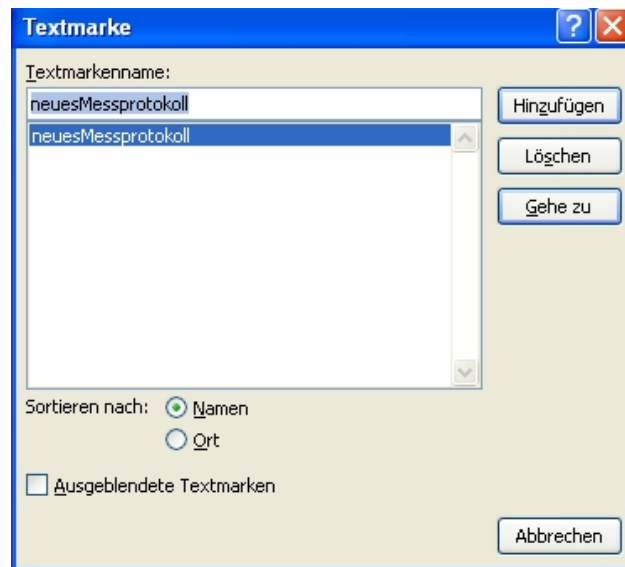 Textmarke
Textmarkenname:
neuesMessprotokoll
Hinzufügen
neuesMessprotokoll
Löschen
Gehe zu
Sortieren nach:
Namen
Ort
Ausgeblendete Textmarken
Abbrechen